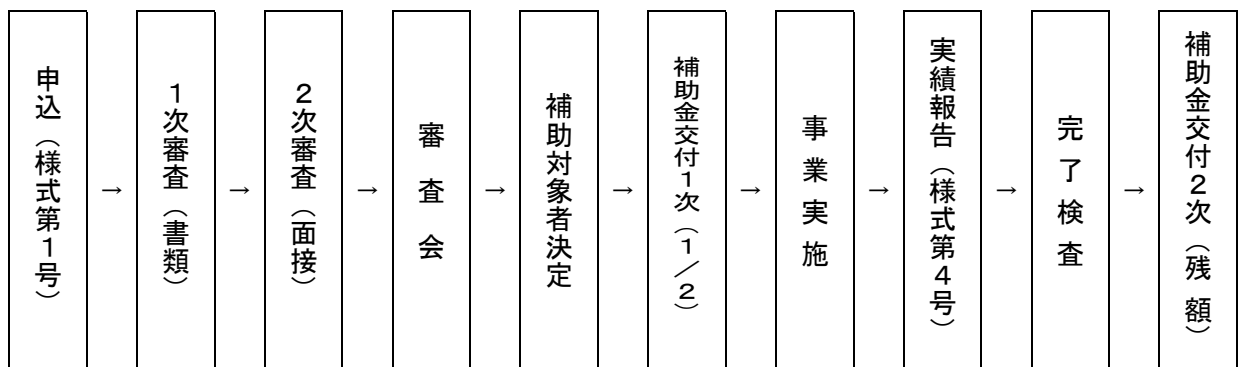 申込（様式第１号）
→
１次審査（書類）
→
２次審査（面接）
→
審査会
→
補助対象者決定
→
補助金交付１次（１／２）
→
事業実施
→
実績報告（様式第４号）
→
完了検査
→
補助金交付２次（残額）